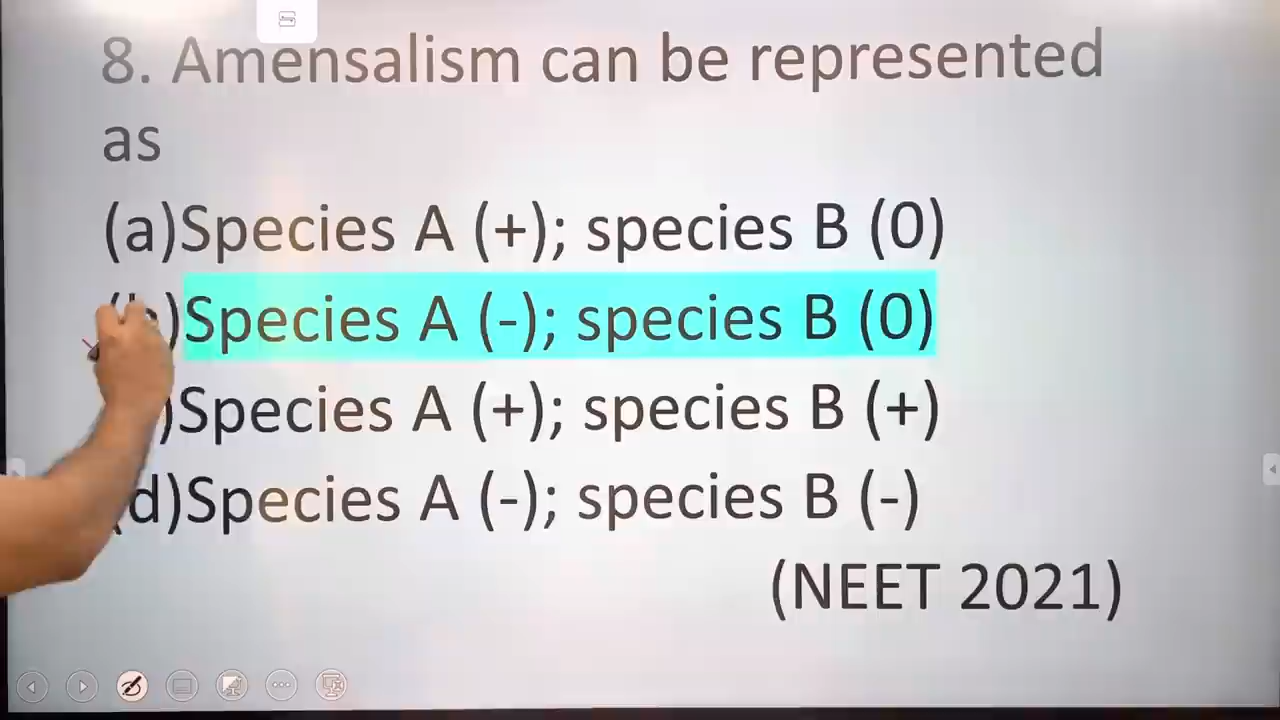 8. Amensalism can be represented
as
(a)Species A (+); species B (0)
)Species A (-); species B (0)
)Species A (+); species B (+)
(d)Species A (-); species B (-)
(NEET 2021)